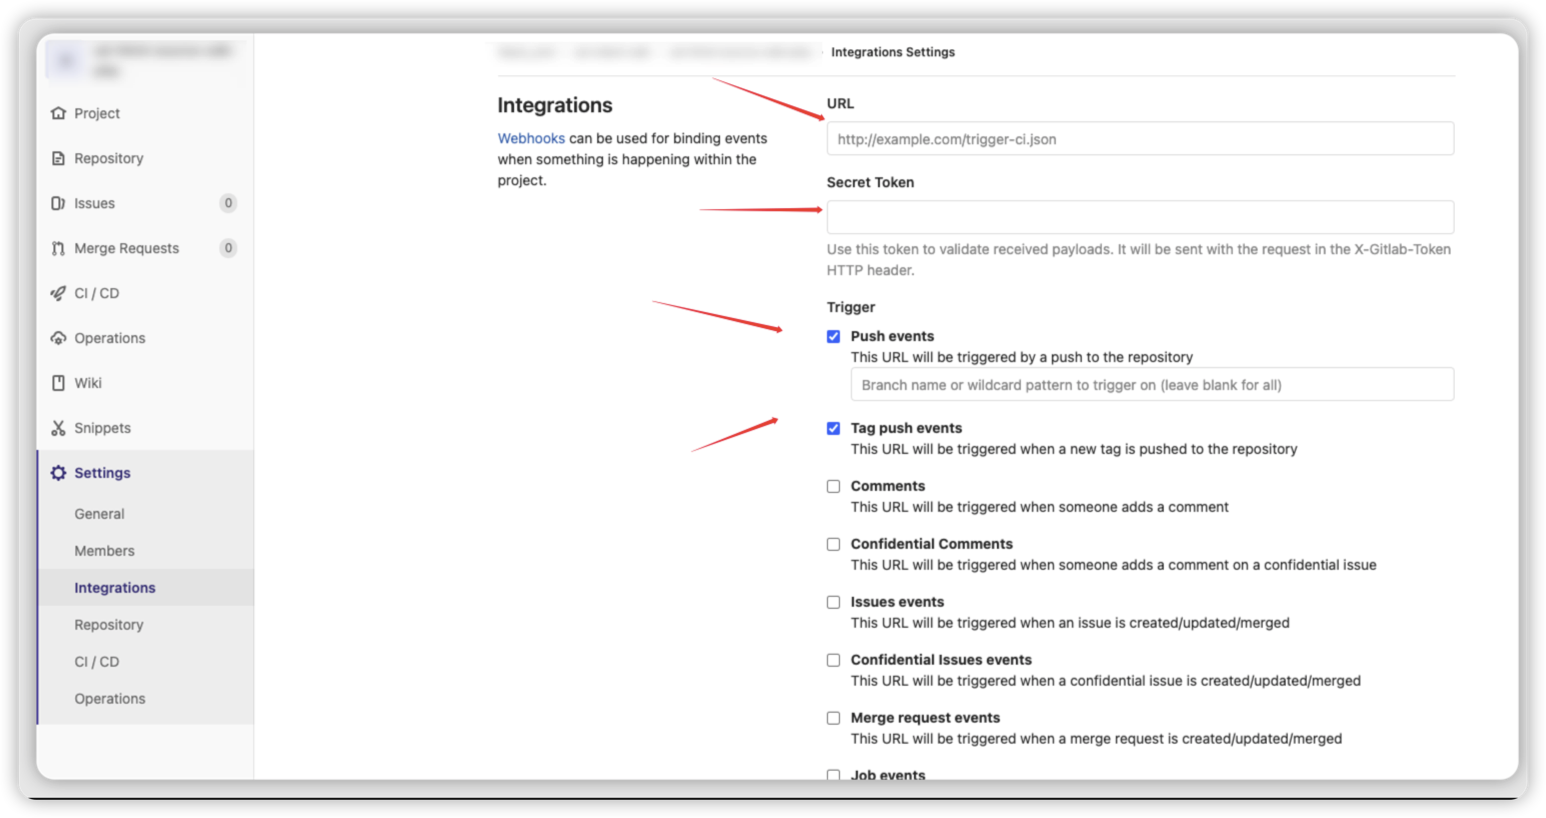 Project
Repository
Issues 0
Merge Requests 0
CI / CD
Operations
Wiki
Snippets
Settings
General
Members
Integrations
Repository
CI / CD
Operations
Integrations Settings
Integrations
Webhooks can be used for binding events
when something is happening within the
project.
URL
http://example.com/trigger-ci.json
Secret Token
Use this token to validate received payloads. It will be sent with the request in the X-Gitlab-Token
HTTP header.
Trigger
Push events
This URL will be triggered by a push to the repository
Branch name or wildcard pattern to trigger on (leave blank for all)
Tag push events
This URL will be triggered when a new tag is pushed to the repository
Comments
This URL will be triggered when someone adds a comment
Confidential Comments
This URL will be triggered when someone adds a comment on a confidential issue
Issues events
This URL will be triggered when an issue is created/updated/merged
Confidential Issues events
This URL will be triggered when a confidential issue is created/updated/merged
Merge request events
This URL will be triggered when a merge request is created/updated/merged
Job events